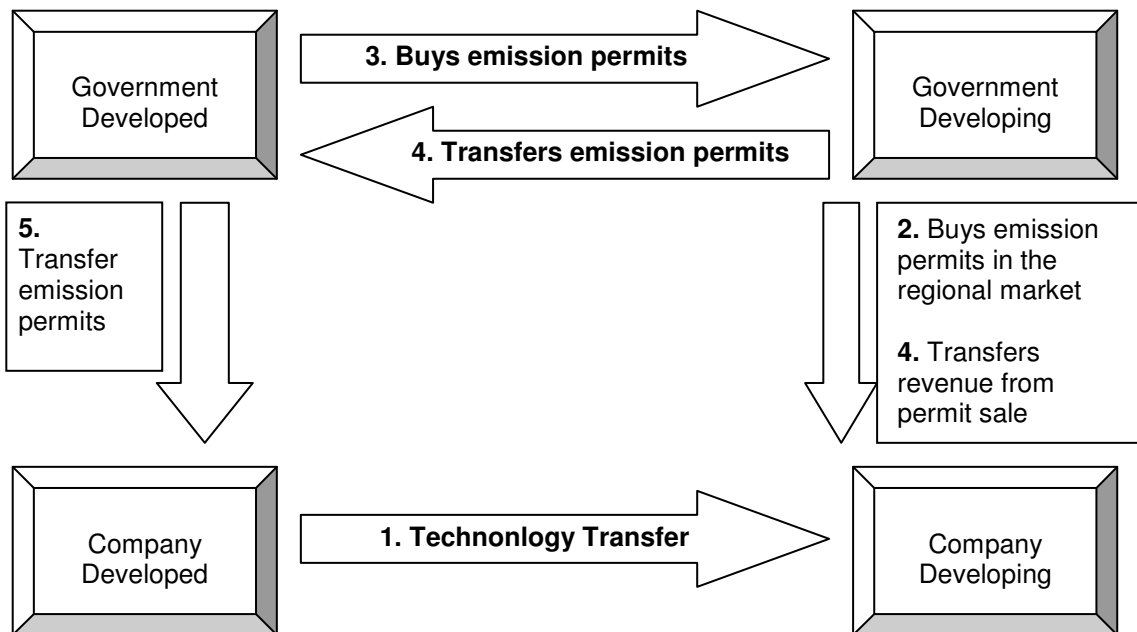 Government
Developed
3. Buys emission permits
Government
Developing
4. Transfers emission permits
5.
Transfer
emission
permits
2. Buys emission
permits in the
regional market
4. Transfers
revenue from
permit sale
Company
Developed
1. Technonlogy Transfer
Company
Developing